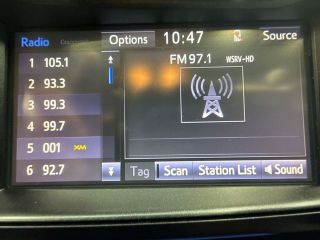 Radio Options 10:47 Source
1 105.1
2 93.3
3 99.3
4 99.7
5 001 XM
6 92.7
FM 97.1 WSRV-HD
Tag Scan Station List Sound